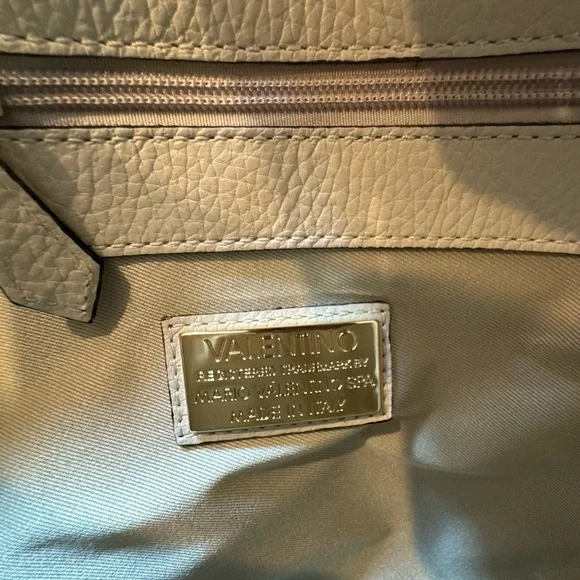 VALENTINO
REGISTERED TRADEMARK BY
MARIO VALENTINO SPA
MADE IN ITALY